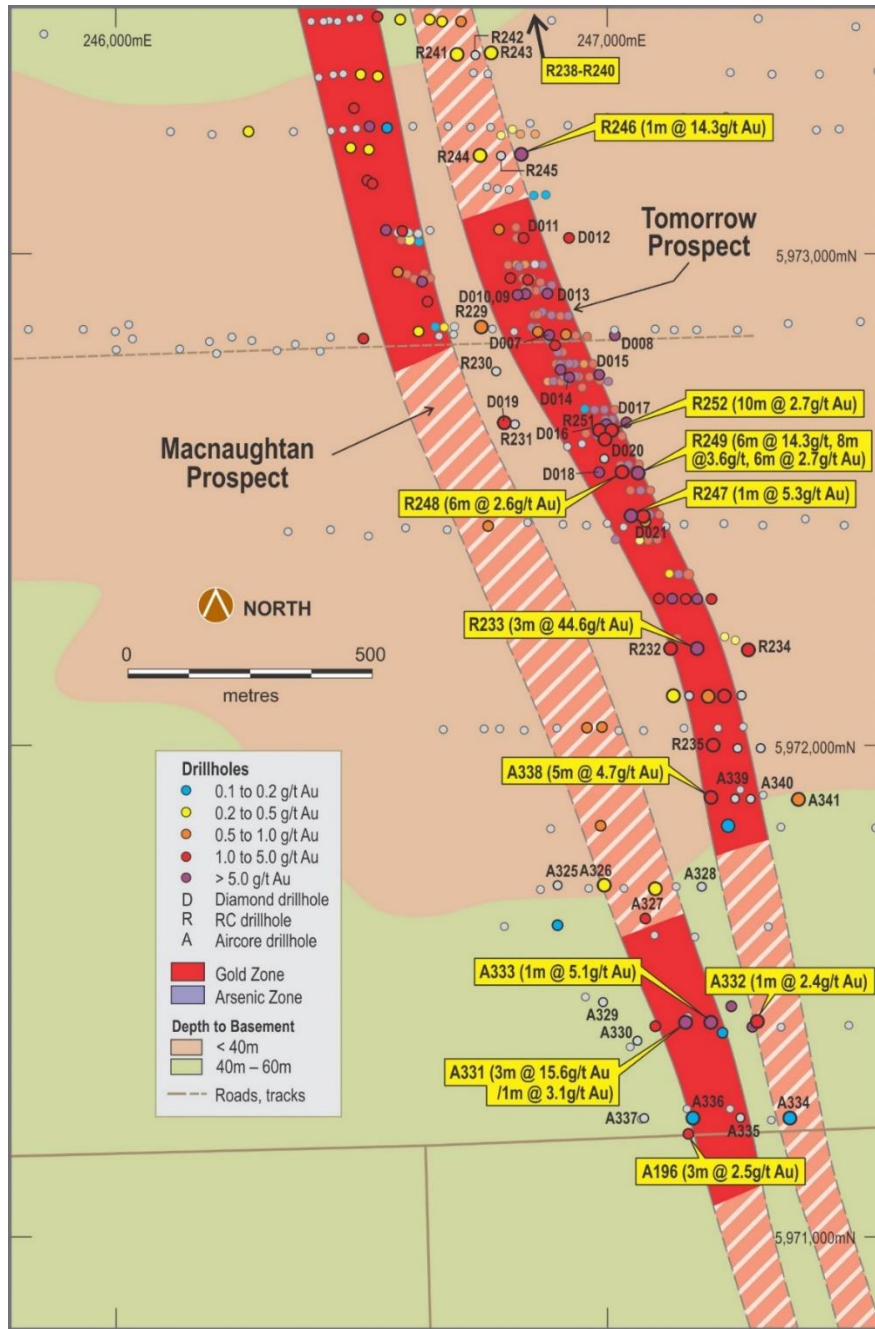 246,000mE
247,000mE
R242
R241
R243
R238-R240
R246 (1m @ 14.3g/t Au)
R244
R245
Tomorrow
Prospect
D011
D012
5,973,000mN
D010,09
D013
R229
D007
D008
R230
D015
D014
D019
D017
R252 (10m @ 2.7g/t Au)
R251
R231
D016
D020
R249 (6m @ 14.3g/t, 8m
@3.6g/t, 6m @ 2.7g/t Au)
Macnaughtan
Prospect
D018
R248 (6m @ 2.6g/t Au)
R247 (1m @ 5.3g/t Au)
D021
NORTH
R233 (3m @ 44.6g/t Au)
R232
R234
0
500
metres
R235
5,972,000mN
A338 (5m @ 4.7g/t Au)
A339
A340
A341
Drillholes
0.1 to 0.2 g/t Au
0.2 to 0.5 g/t Au
0.5 to 1.0 g/t Au
1.0 to 5.0 g/t Au
> 5.0 g/t Au
D Diamond drillhole
R RC drillhole
A Aircore drillhole
Gold Zone
Arsenic Zone
Depth to Basement
< 40m
40m – 60m
Roads, tracks
A325
A326
A328
A327
A333 (1m @ 5.1g/t Au)
A332 (1m @ 2.4g/t Au)
A329
A330
A331 (3m @ 15.6g/t Au
/1m @ 3.1g/t Au)
A337
A336
A335
A334
A196 (3m @ 2.5g/t Au)
5,971,000mN